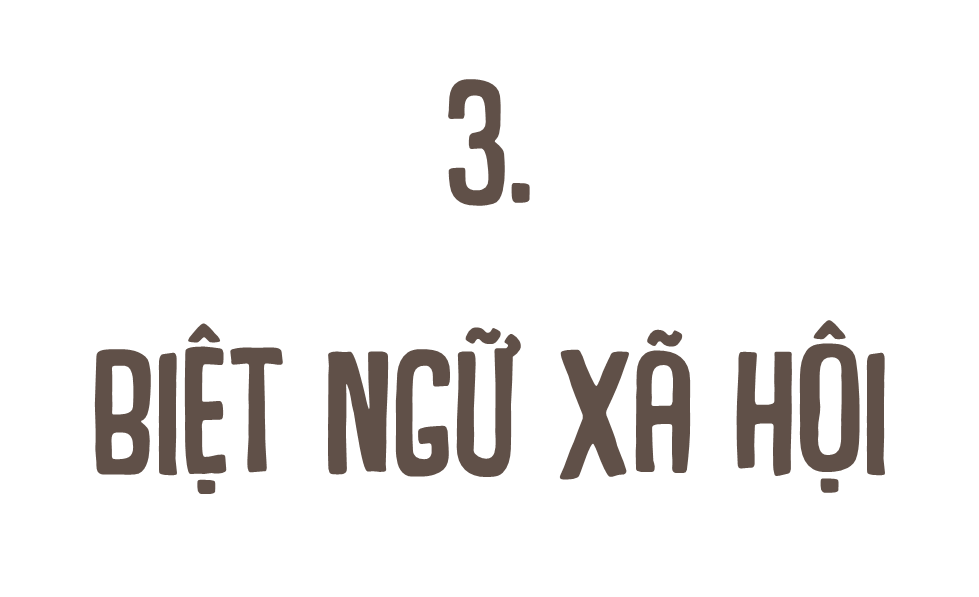 3.
BIỆT NGỮ XÃ HỘI